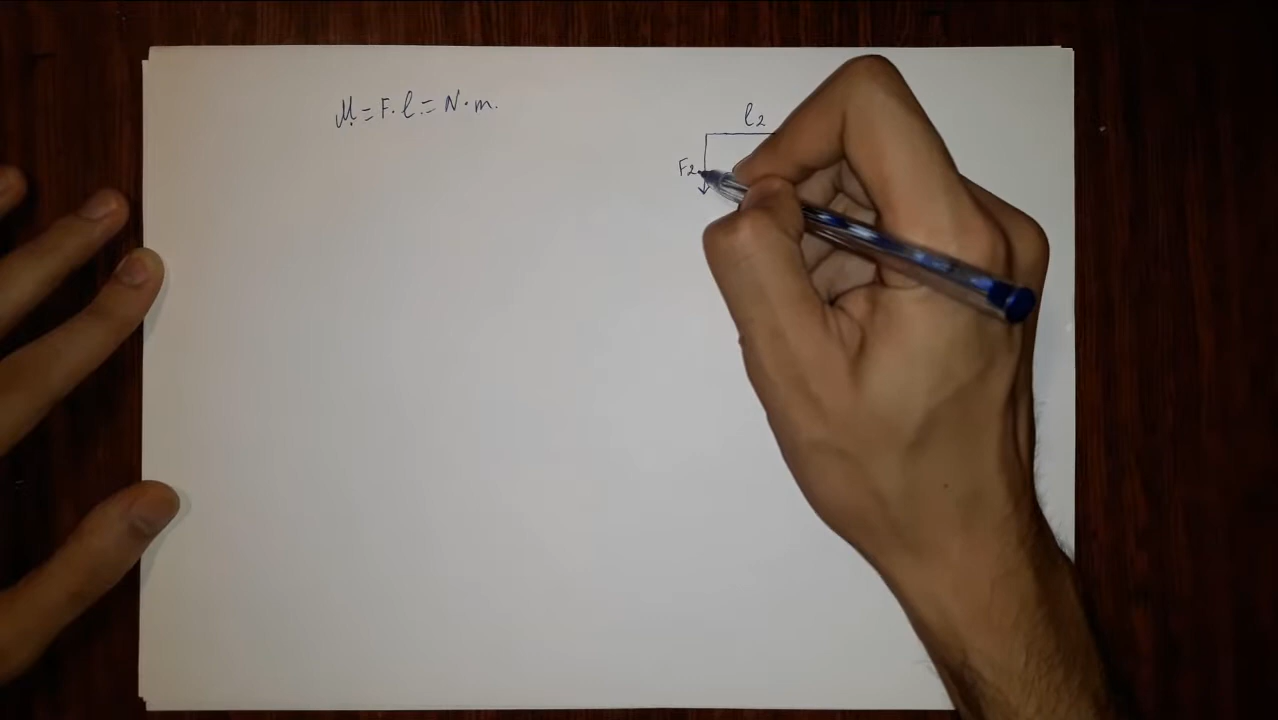 M = F · l = N · m.
l2
F2